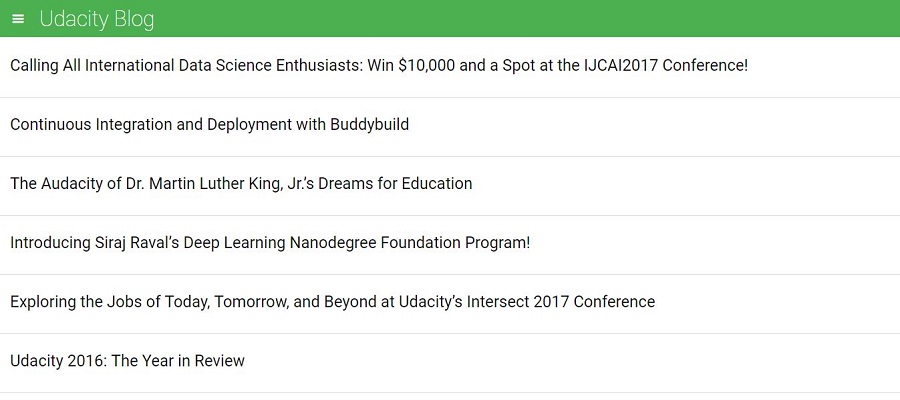 Udacity Blog
Calling All International Data Science Enthusiasts: Win $10,000 and a Spot at the IJCAI2017 Conference!
Continuous Integration and Deployment with Buddybuild
The Audacity of Dr. Martin Luther King, Jr.’s Dreams for Education
Introducing Siraj Raval’s Deep Learning Nanodegree Foundation Program!
Exploring the Jobs of Today, Tomorrow, and Beyond at Udacity’s Intersect 2017 Conference
Udacity 2016: The Year in Review